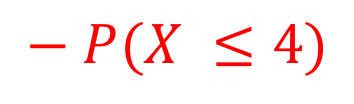 − P(X ≤ 4)